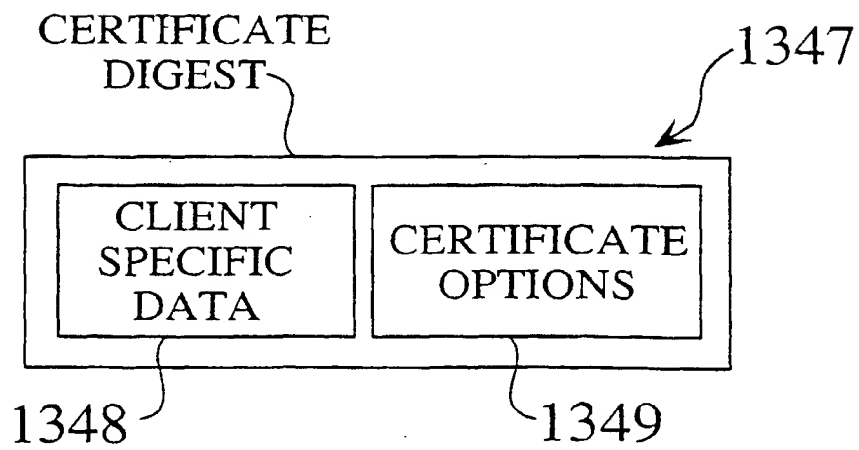 CERTIFICATE
DIGEST
1347
CLIENT
SPECIFIC
DATA
CERTIFICATE
OPTIONS
1348
1349